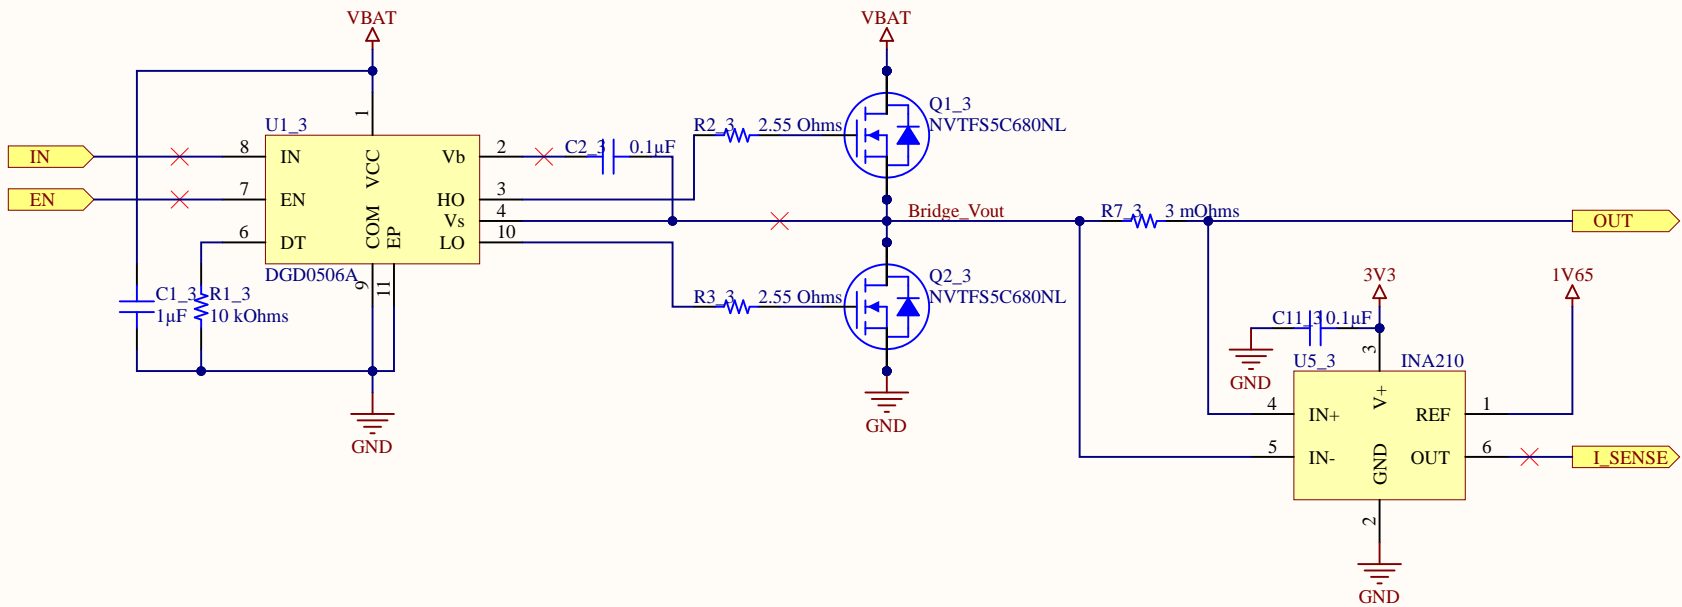 VBAT
VBAT
U1_3
IN
8
IN
VCC
1
Vb
2
C2_3
0.1µF
R2_3
2.55 Ohms
Q1_3
NVTFS5C680NL
EN
7
EN
HO
3
COM
EP
Vs
4
Bridge_Vout
R7_3
3 mOhms
OUT
6
DT
LO
10
DGD0506A
9
11
C1_3
1µF
R1_3
10 kOhms
R3_3
2.55 Ohms
Q2_3
NVTFS5C680NL
3V3
1V65
C11_3
0.1µF
GND
U5_3
INA210
3
V+
4
IN+
REF
1
GND
GND
5
IN-
GND
OUT
6
I_SENSE
2
GND